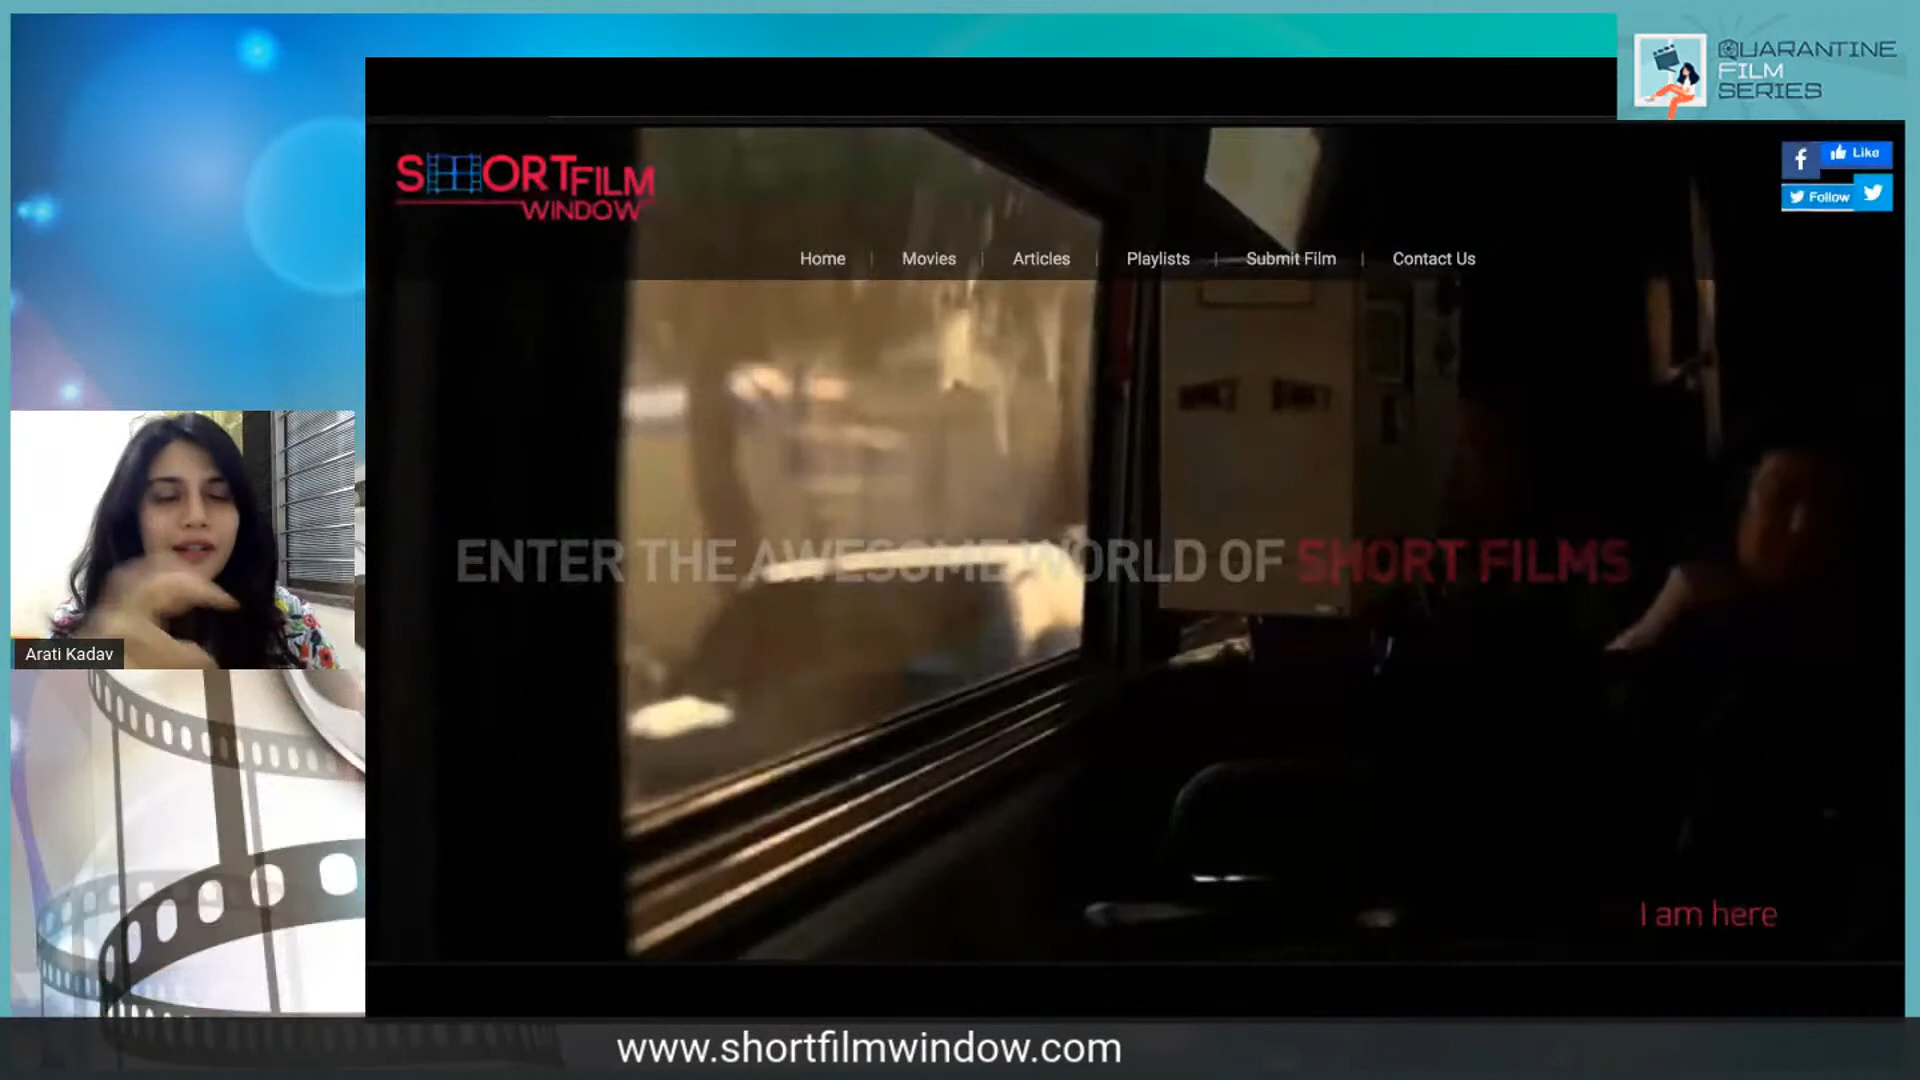 QUARANTINE
FILM
SERIES
SHORTFILM
WINDOW
Like
Follow
Home | Movies | Articles | Playlists | Submit Film | Contact Us
ENTER THE AWESOME WORLD OF SHORT FILMS
Arati Kadav
I am here
www.shortfilmwindow.com